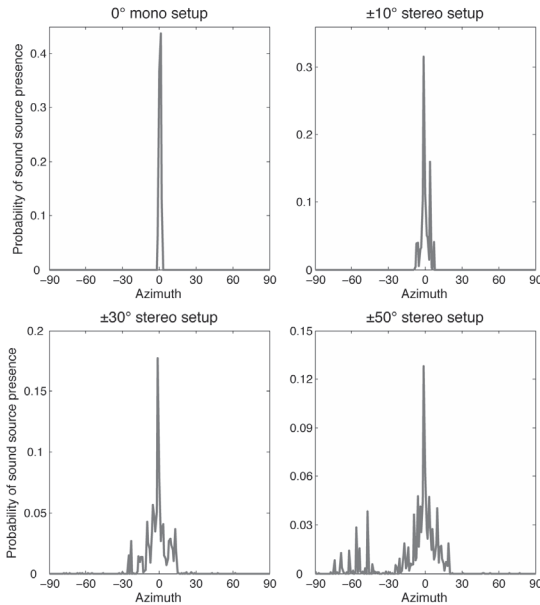 0° mono setup
±10° stereo setup
Probability of sound source presence
0.4
0.3
0.2
0.1
0
−90 −60 −30 0 30 60 90
Azimuth
0.3
0.2
0.1
0
−90 −60 −30 0 30 60 90
Azimuth
±30° stereo setup
±50° stereo setup
Probability of sound source presence
0.2
0.15
0.1
0.05
0
−90 −60 −30 0 30 60 90
Azimuth
0.15
0.12
0.09
0.06
0.03
0
−90 −60 −30 0 30 60 90
Azimuth